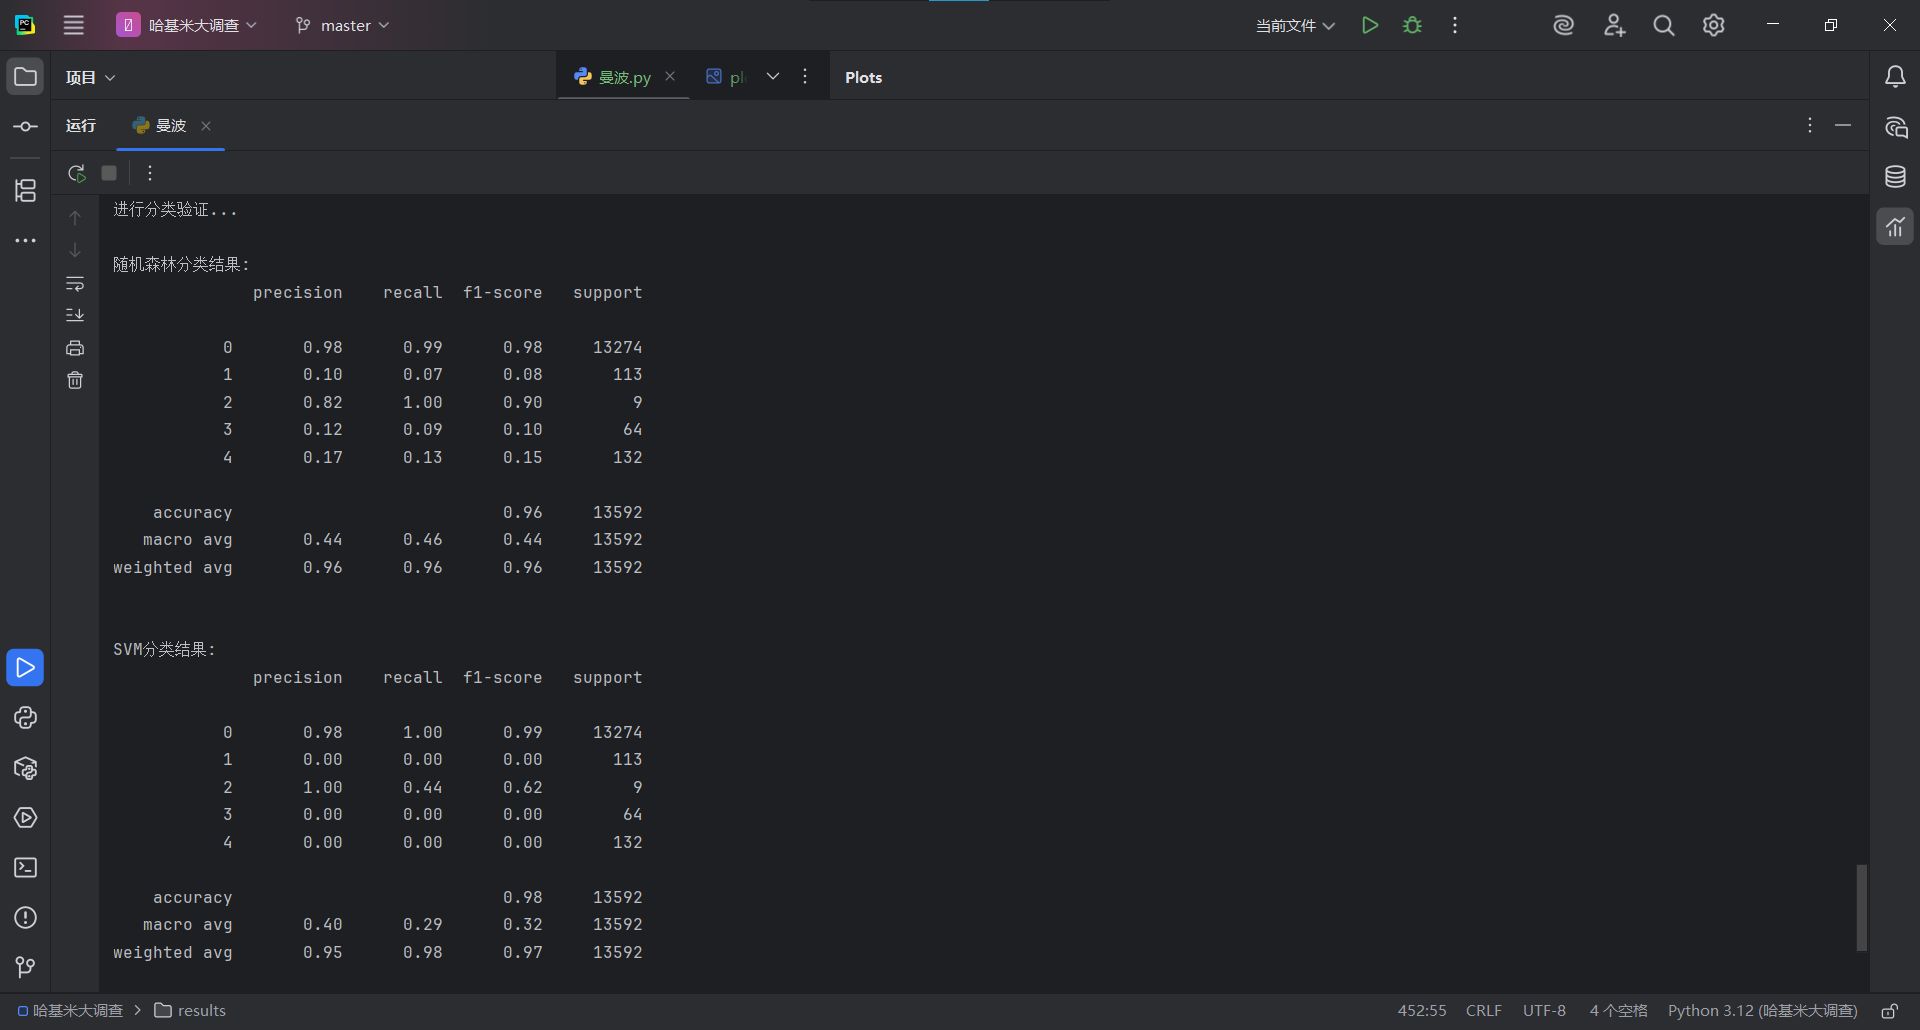 哈基米大调查 master 当前文件
项目 曼波.py Plots
运行 曼波
进行分类验证...
随机森林分类结果:
precision recall f1-score support
0 0.98 0.99 0.98 13274
1 0.10 0.07 0.08 113
2 0.82 1.00 0.90 9
3 0.12 0.09 0.10 64
4 0.17 0.13 0.15 132
accuracy 0.96 13592
macro avg 0.44 0.46 0.44 13592
weighted avg 0.96 0.96 0.96 13592
SVM分类结果:
precision recall f1-score support
0 0.98 1.00 0.99 13274
1 0.00 0.00 0.00 113
2 1.00 0.44 0.62 9
3 0.00 0.00 0.00 64
4 0.00 0.00 0.00 132
accuracy 0.98 13592
macro avg 0.40 0.29 0.32 13592
weighted avg 0.95 0.98 0.97 13592
哈基米大调查 results 452:55 CRLF UTF-8 4 个空格 Python 3.12 (哈基米大调查)